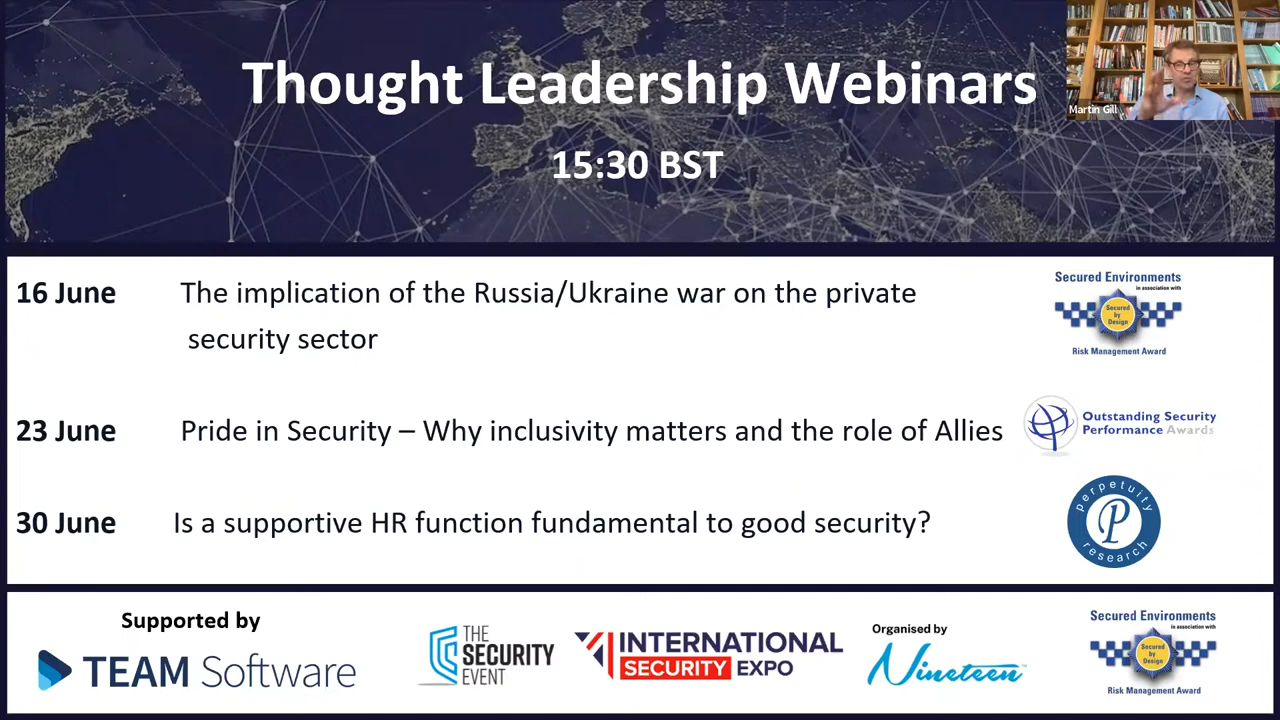 Thought Leadership Webinars
Martin Gill
15:30 BST
16 June The implication of the Russia/Ukraine war on the private
security sector
Secured Environments
in association with
Secured
by
Design
Risk Management Award
23 June Pride in Security – Why inclusivity matters and the role of Allies
Outstanding Security
Performance Awards
30 June Is a supportive HR function fundamental to good security?
perpetuity
P
research
Supported by
TEAM Software
THE
SECURITY
EVENT
INTERNATIONAL
SECURITY EXPO
Organised by
Nineteen™
Secured Environments
in association with
Secured
by
Design
Risk Management Award